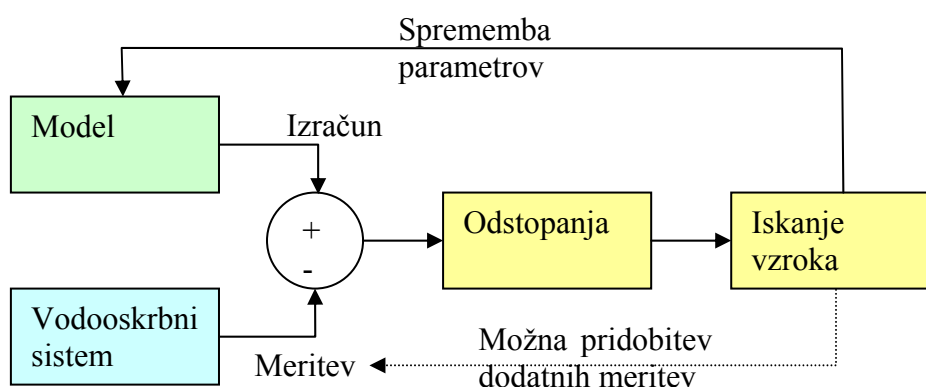 Sprememba
parametrov
Model
Izračun
+
-
Odstopanja
Iskanje
vzroka
Vodooskrbni
sistem
Meritev
Možna pridobitev
dodatnih meritev